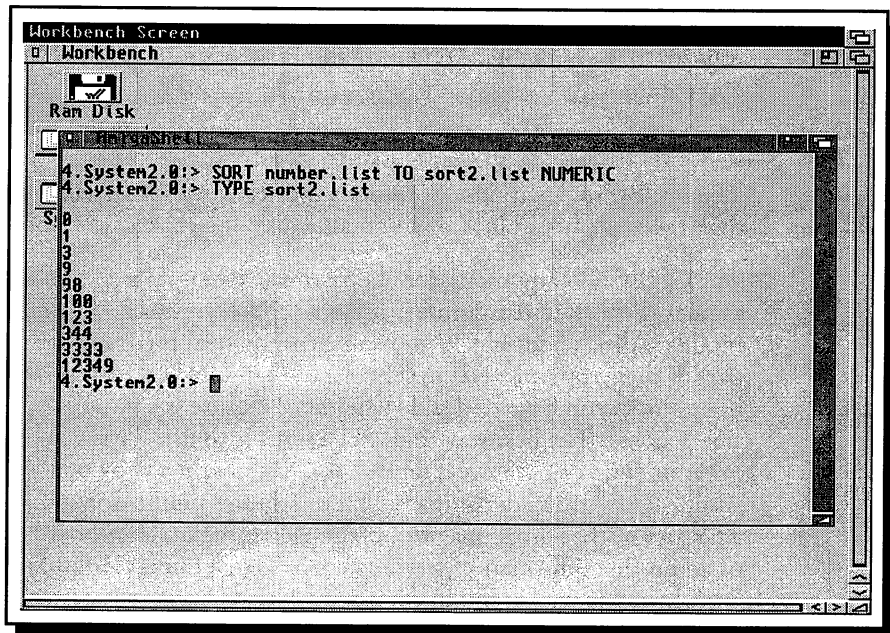 Workbench Screen
Workbench
Ram Disk
AmigaShell
4.System2.0:> SORT number.list TO sort2.list NUMERIC
4.System2.0:> TYPE sort2.list
S
0
1
3
9
98
100
123
344
3333
12349
4.System2.0:>